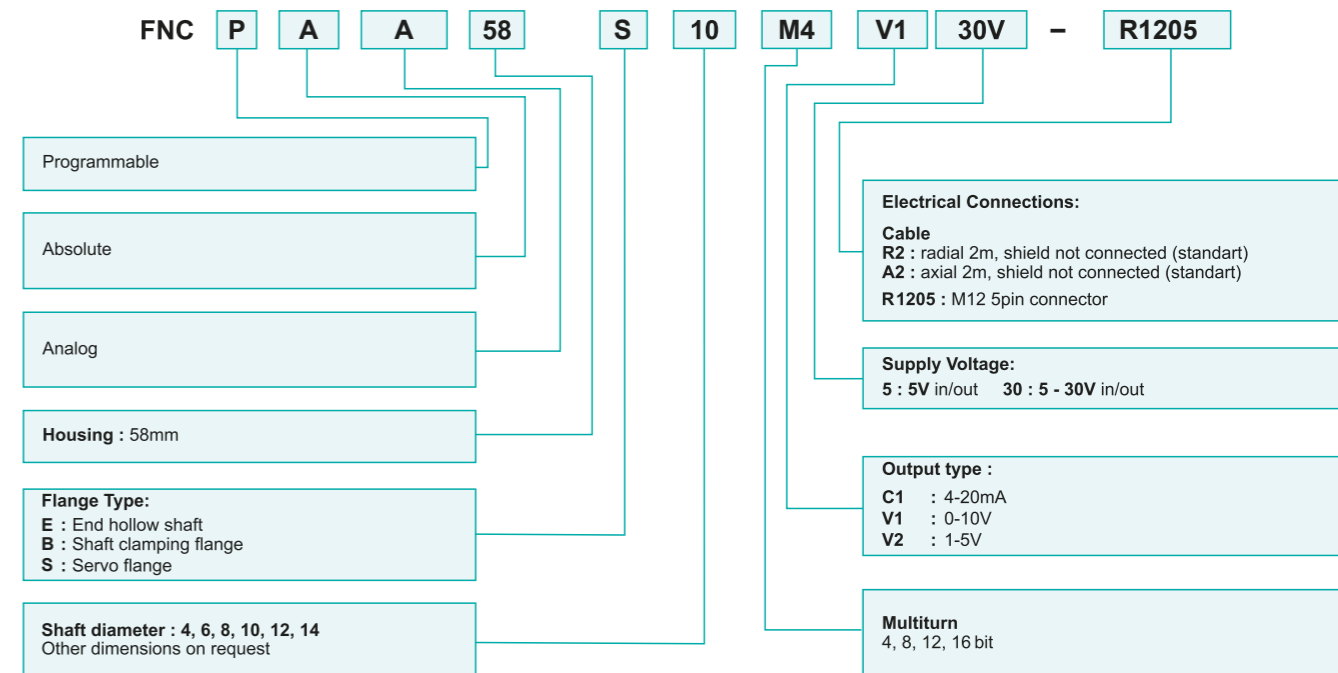 FNC P A A 58 S 10 M4 V1 30V – R1205
Programmable
Absolute
Analog
Housing : 58mm
Flange Type:
E : End hollow shaft
B : Shaft clamping flange
S : Servo flange
Shaft diameter : 4, 6, 8, 10, 12, 14
Other dimensions on request
Electrical Connections:
Cable
R2 : radial 2m, shield not connected (standart)
A2 : axial 2m, shield not connected (standart)
R1205 : M12 5pin connector
Supply Voltage:
5 : 5V in/out 30 : 5 - 30V in/out
Output type :
C1 : 4-20mA
V1 : 0-10V
V2 : 1-5V
Multiturn
4, 8, 12, 16 bit